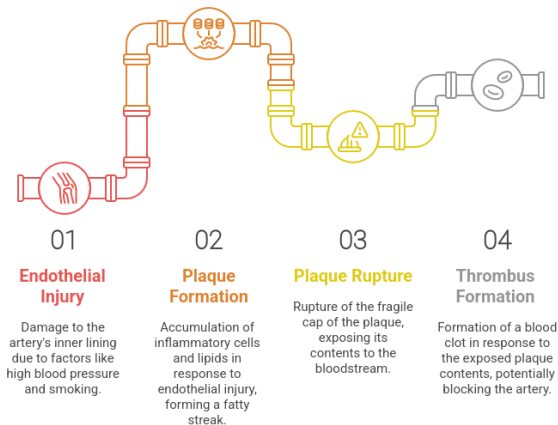 01
Endothelial
Injury
Damage to the
artery's inner lining
due to factors like
high blood pressure
and smoking.
02
Plaque
Formation
Accumulation of
inflammatory cells
and lipids in
response to
endothelial injury,
forming a fatty
streak.
03
Plaque Rupture
Rupture of the fragile
cap of the plaque,
exposing its
contents to the
bloodstream.
04
Thrombus
Formation
Formation of a blood
clot in response to
the exposed plaque
contents, potentially
blocking the artery.